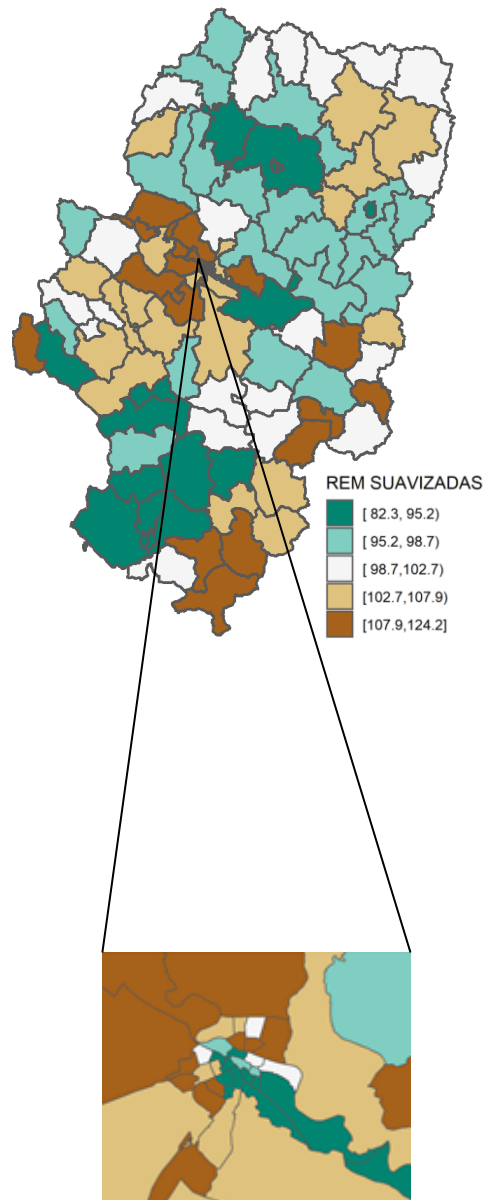 REM SUAVIZADAS
[ 82.3, 95.2)
[ 95.2, 98.7)
[ 98.7,102.7)
[102.7,107.9)
[107.9,124.2]